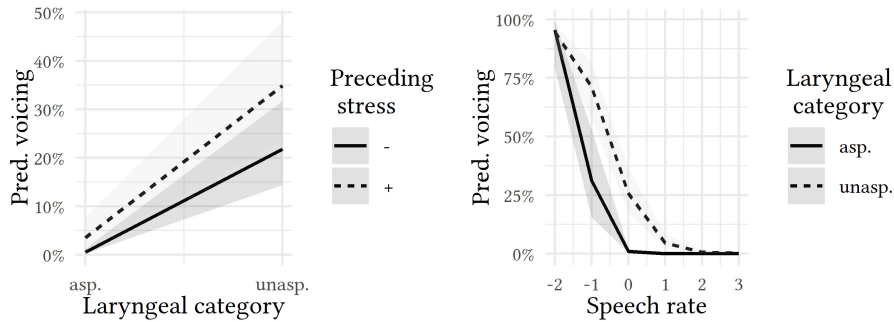 50%
40%
30%
20%
10%
0%
Pred. voicing
asp.
unasp.
Laryngeal category
Preceding
stress
-
+
100%
75%
50%
25%
0%
Pred. voicing
-2 -1 0 1 2 3
Speech rate
Laryngeal
category
asp.
unasp.